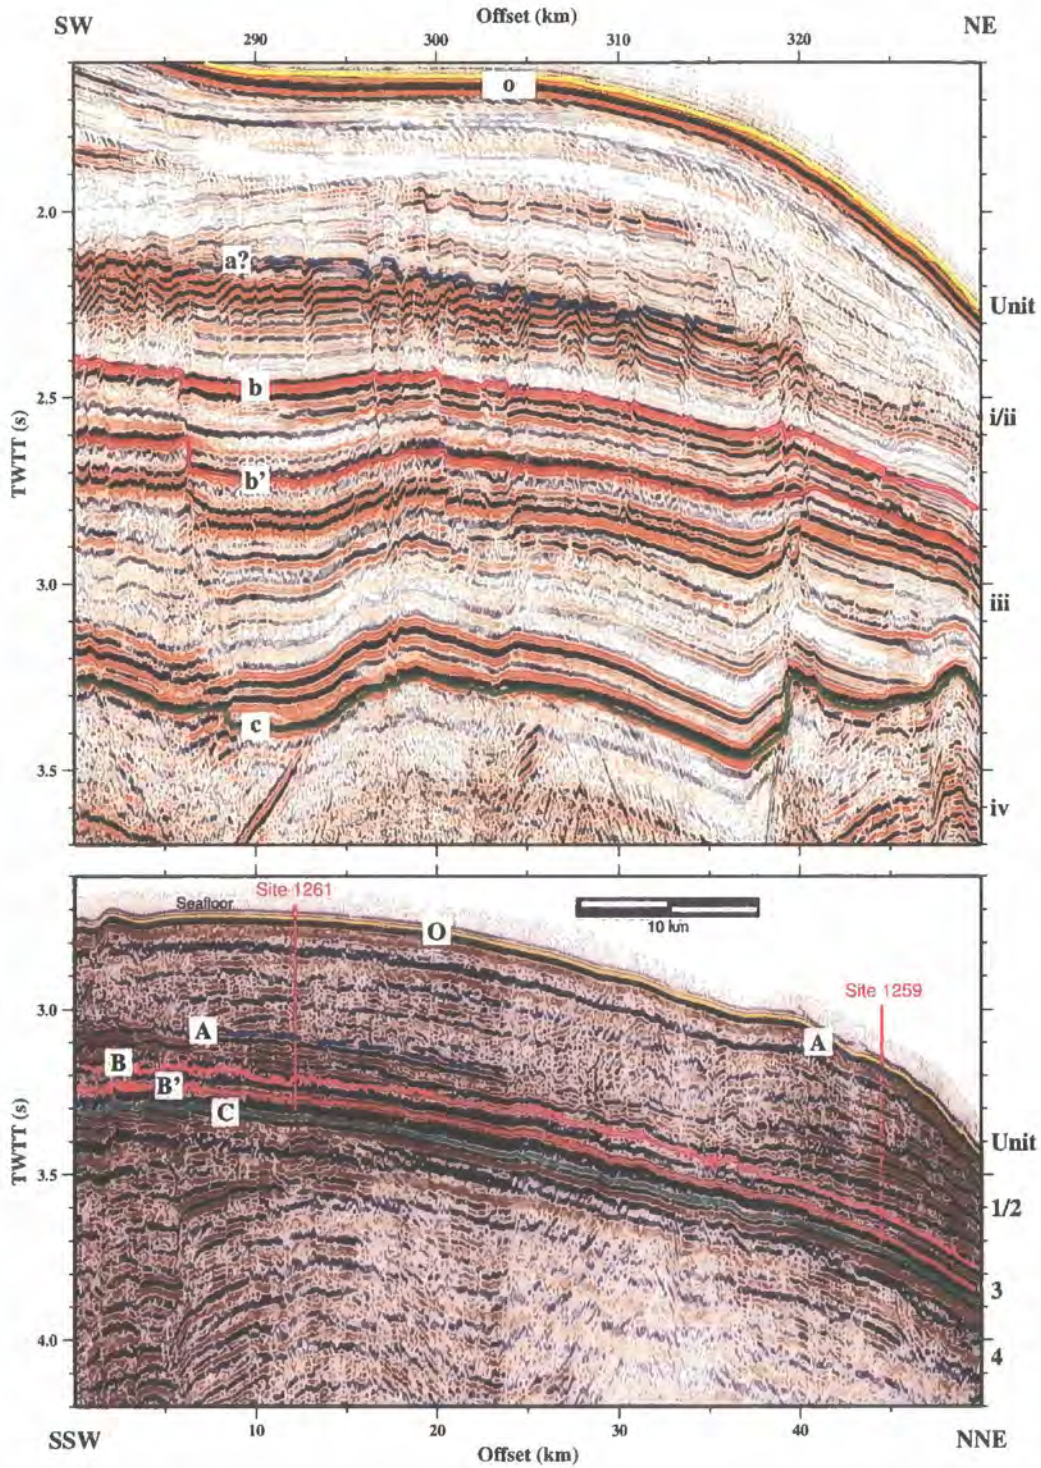 SW Offset (km) NE
290 300 310 320
o
2.0
a?
Unit
b
2.5
i/ii
TWTT (s)
b'
3.0
iii
c
3.5
iv
Site 1261
Seafloor
10 km
O
Site 1259
3.0
A A
B
B'
C
TWTT (s)
Unit
3.5
1/2
3
4.0
4
10 20 30 40
SSW Offset (km) NNE